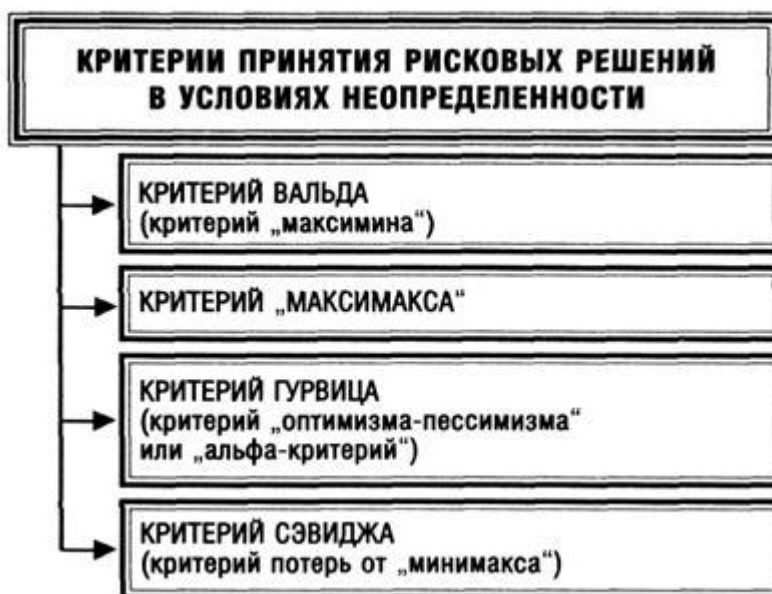 КРИТЕРИИ ПРИНЯТИЯ РИСКОВЫХ РЕШЕНИЙ
В УСЛОВИЯХ НЕОПРЕДЕЛЕННОСТИ
КРИТЕРИЙ ВАЛЬДА
(критерий „максимина“)
КРИТЕРИЙ „МАКСИМАКСА“
КРИТЕРИЙ ГУРВИЦА
(критерий „оптимизма-пессимизма“
или „альфа-критерий“)
КРИТЕРИЙ СЭВИДЖА
(критерий потерь от „минимакса“)